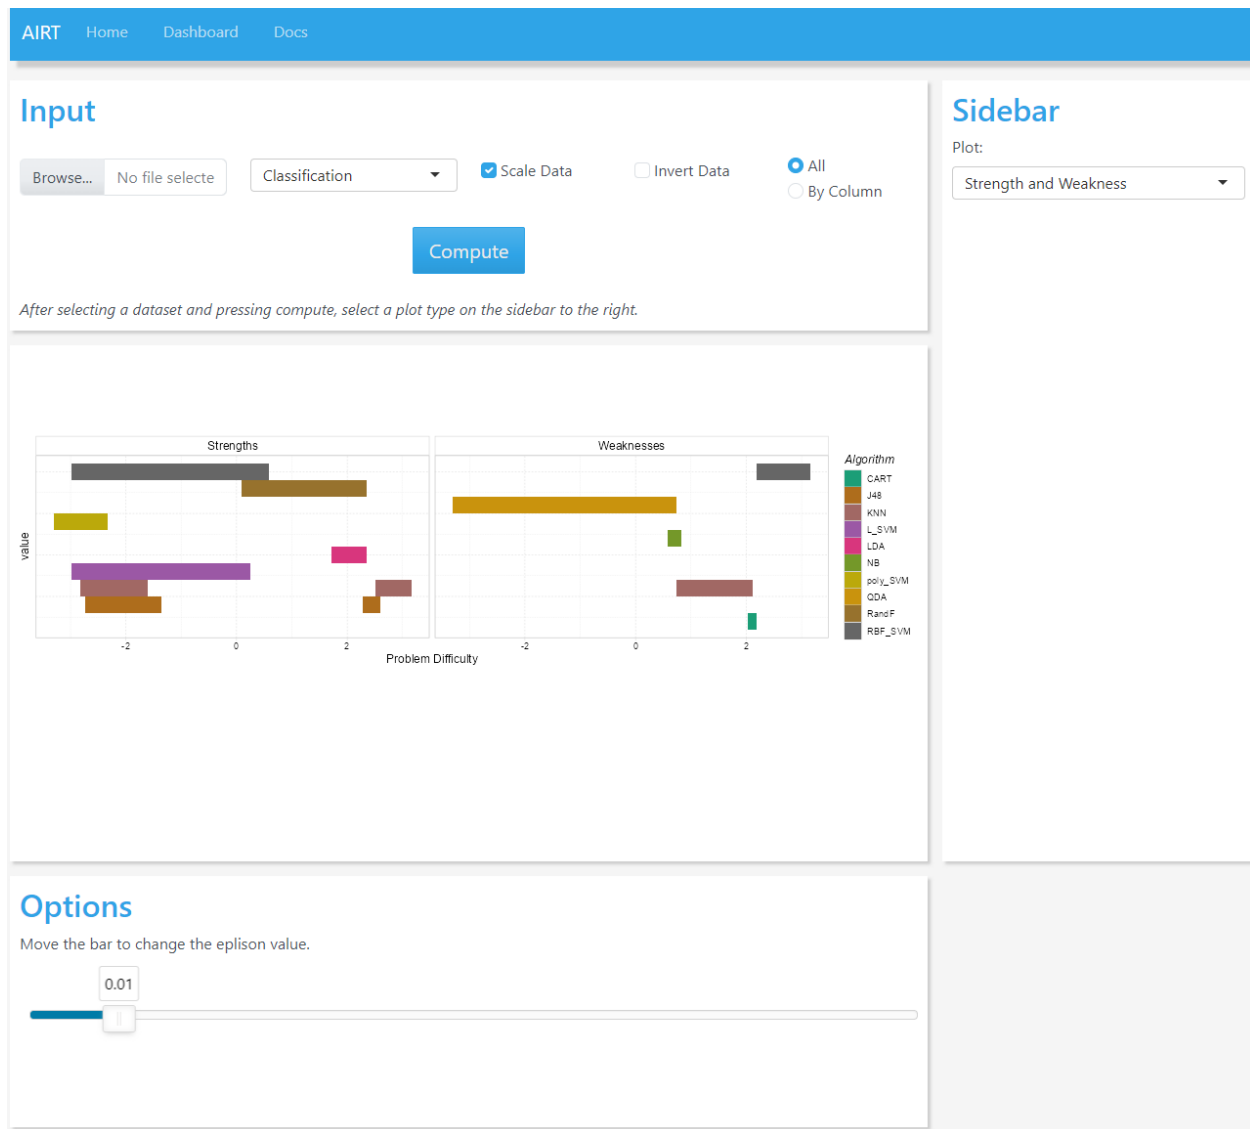 AIRT Home Dashboard Docs
Input
Browse... No file selecte
Classification
Scale Data
Invert Data
All
By Column
Compute
After selecting a dataset and pressing compute, select a plot type on the sidebar to the right.
Sidebar
Plot:
Strength and Weakness
Strengths
Weaknesses
value
-2 0 2
-2 0 2
Problem Difficulty
Algorithm
CART
J48
KNN
L_SVM
LDA
NB
poly_SVM
QDA
RandF
RBF_SVM
Options
Move the bar to change the eplison value.
0.01